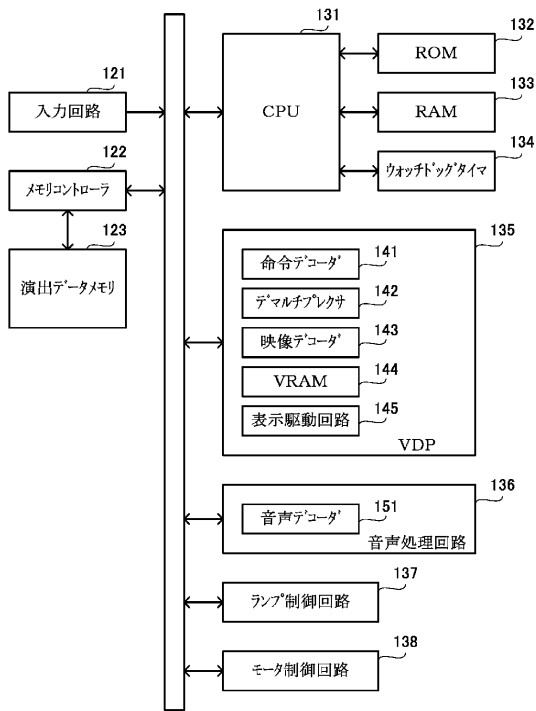 131
CPU
132
ROM
133
RAM
134
ウォッチドッグタイマ
121
入力回路
122
メモリコントローラ
123
演出データメモリ
135
命令デコーダ
141
デマルチプレクサ
142
映像デコーダ
143
VRAM
144
表示駆動回路
145
VDP
136
音声デコーダ
151
音声処理回路
137
ランプ制御回路
138
モータ制御回路